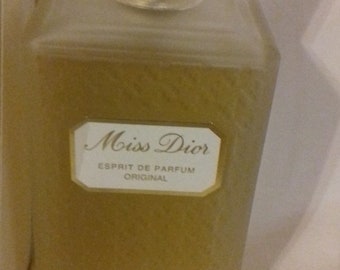 Miss Dior
ESPRIT DE PARFUM
ORIGINAL